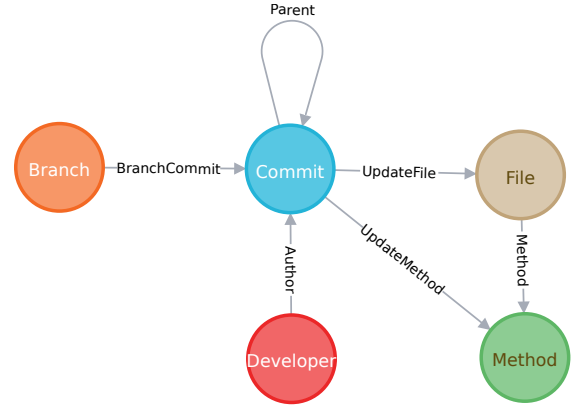 Parent
Branch
BranchCommit
Commit
UpdateFile
File
UpdateMethod
Method
Author
Developer
Method